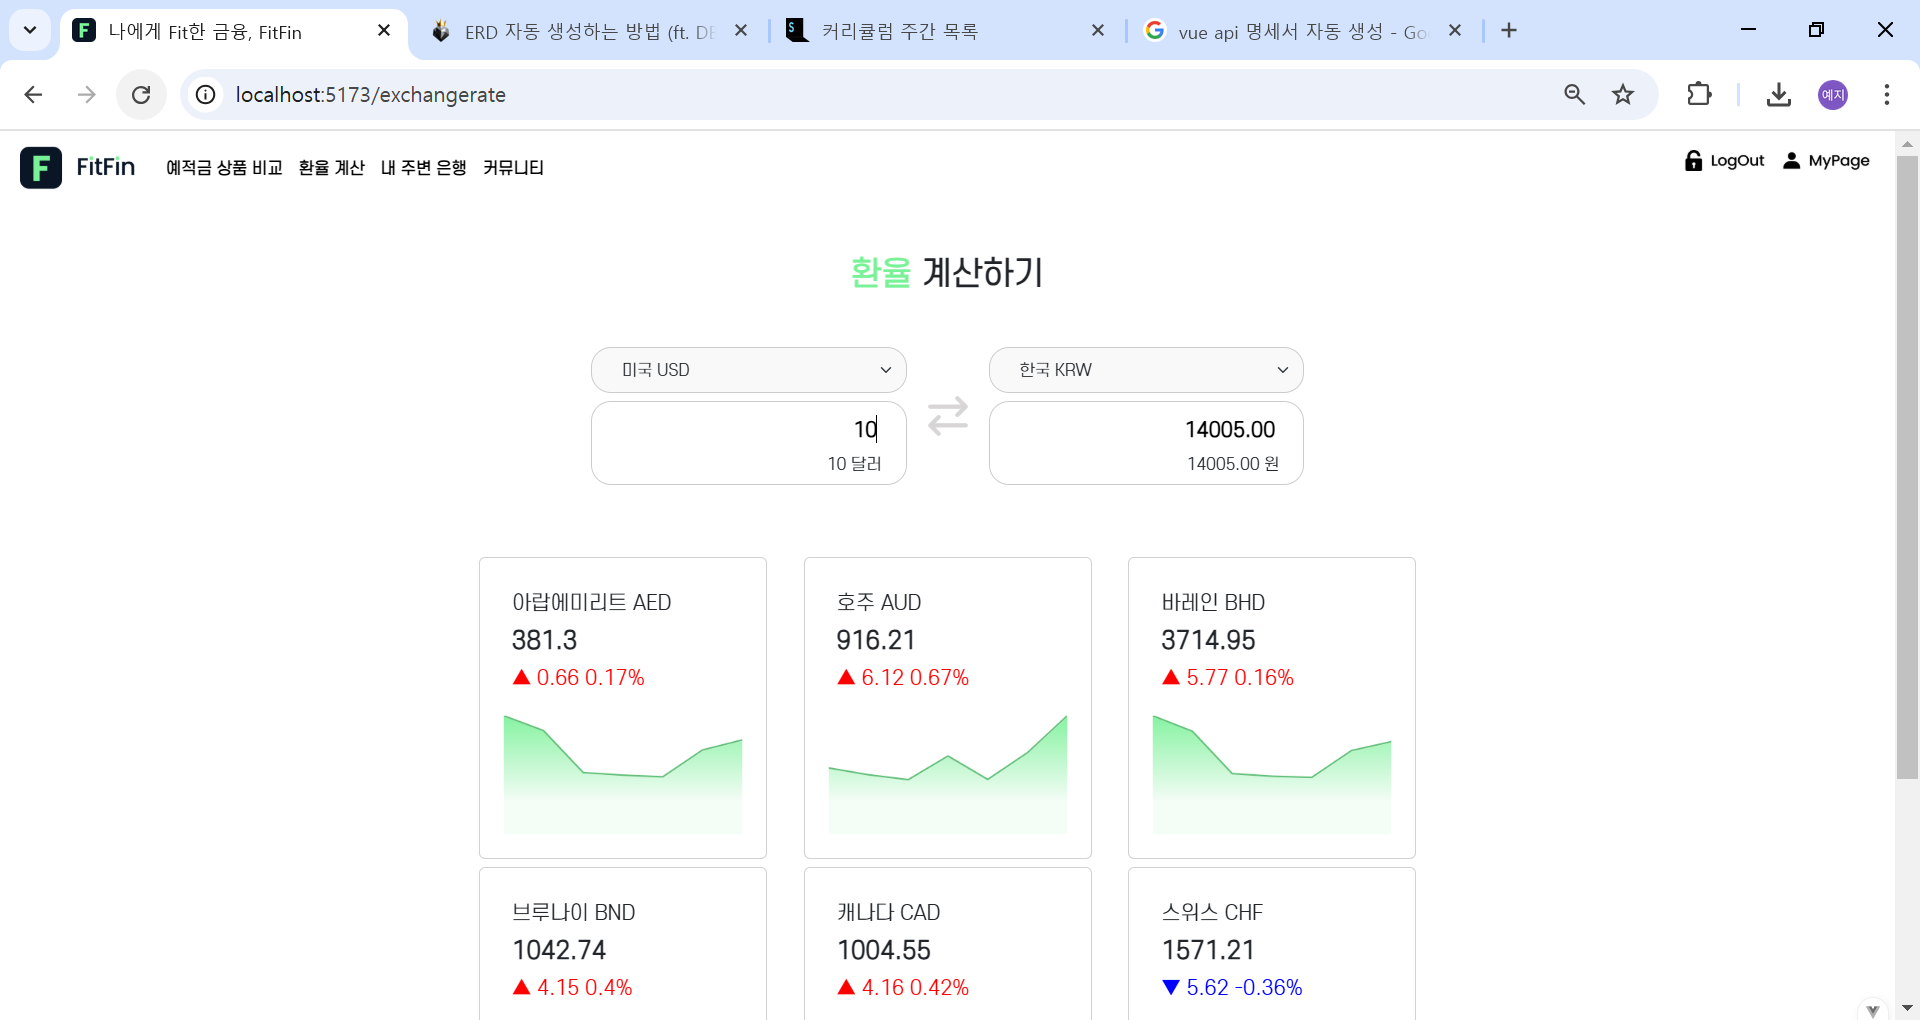 나에게 Fit한 금융, FitFin
ERD 자동 생성하는 방법 (ft. DB
커리큘럼 주간 목록
vue api 명세서 자동 생성 - Goo
localhost:5173/exchangerate
예지
F FitFin 예적금 상품 비교 환율 계산 내 주변 은행 커뮤니티
LogOut MyPage
환율 계산하기
미국 USD
10
10 달러
한국 KRW
14005.00
14005.00 원
아랍에미리트 AED
381.3
▲ 0.66 0.17%
호주 AUD
916.21
▲ 6.12 0.67%
바레인 BHD
3714.95
▲ 5.77 0.16%
브루나이 BND
1042.74
▲ 4.15 0.4%
캐나다 CAD
1004.55
▲ 4.16 0.42%
스위스 CHF
1571.21
▼ 5.62 -0.36%